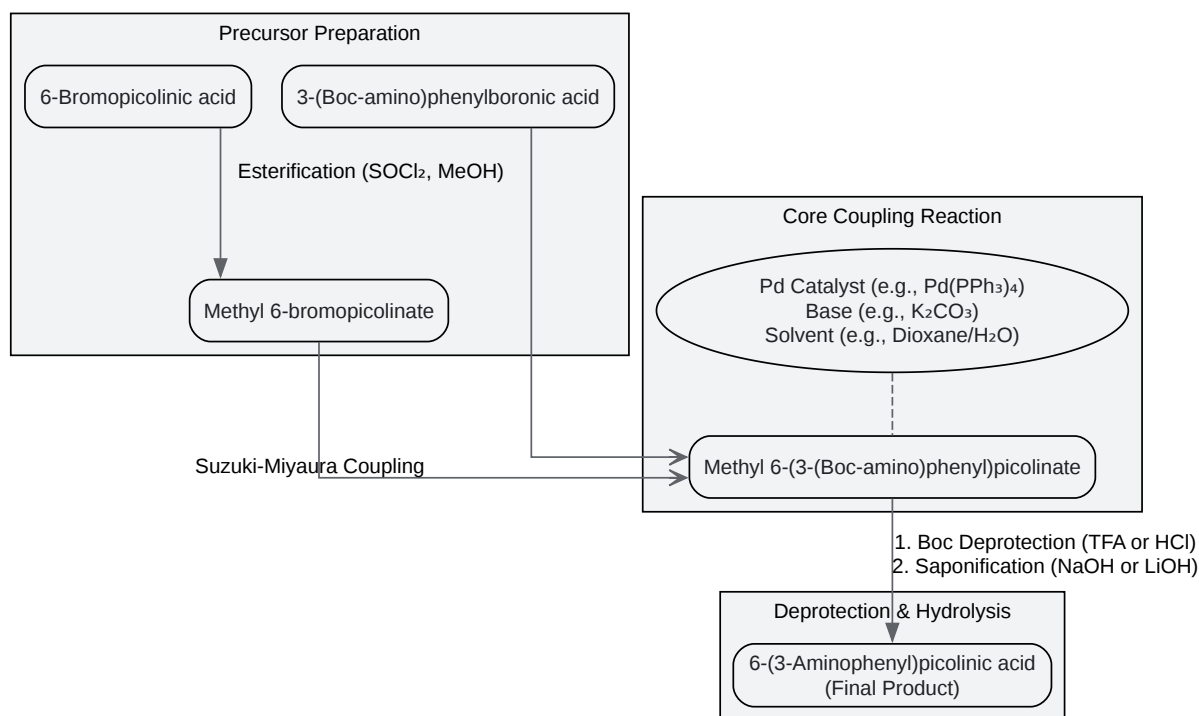 Precursor Preparation
6-Bromopicolinic acid
3-(Boc-amino)phenylboronic acid
Esterification (SOCl₂, MeOH)
Methyl 6-bromopicolinate
Core Coupling Reaction
Pd Catalyst (e.g., Pd(PPh₃)₄)
Base (e.g., K₂CO₃)
Solvent (e.g., Dioxane/H₂O)
Suzuki-Miyaura Coupling
Methyl 6-(3-(Boc-amino)phenyl)picolinate
1. Boc Deprotection (TFA or HCl)
2. Saponification (NaOH or LiOH)
Deprotection & Hydrolysis
6-(3-Aminophenyl)picolinic acid
(Final Product)